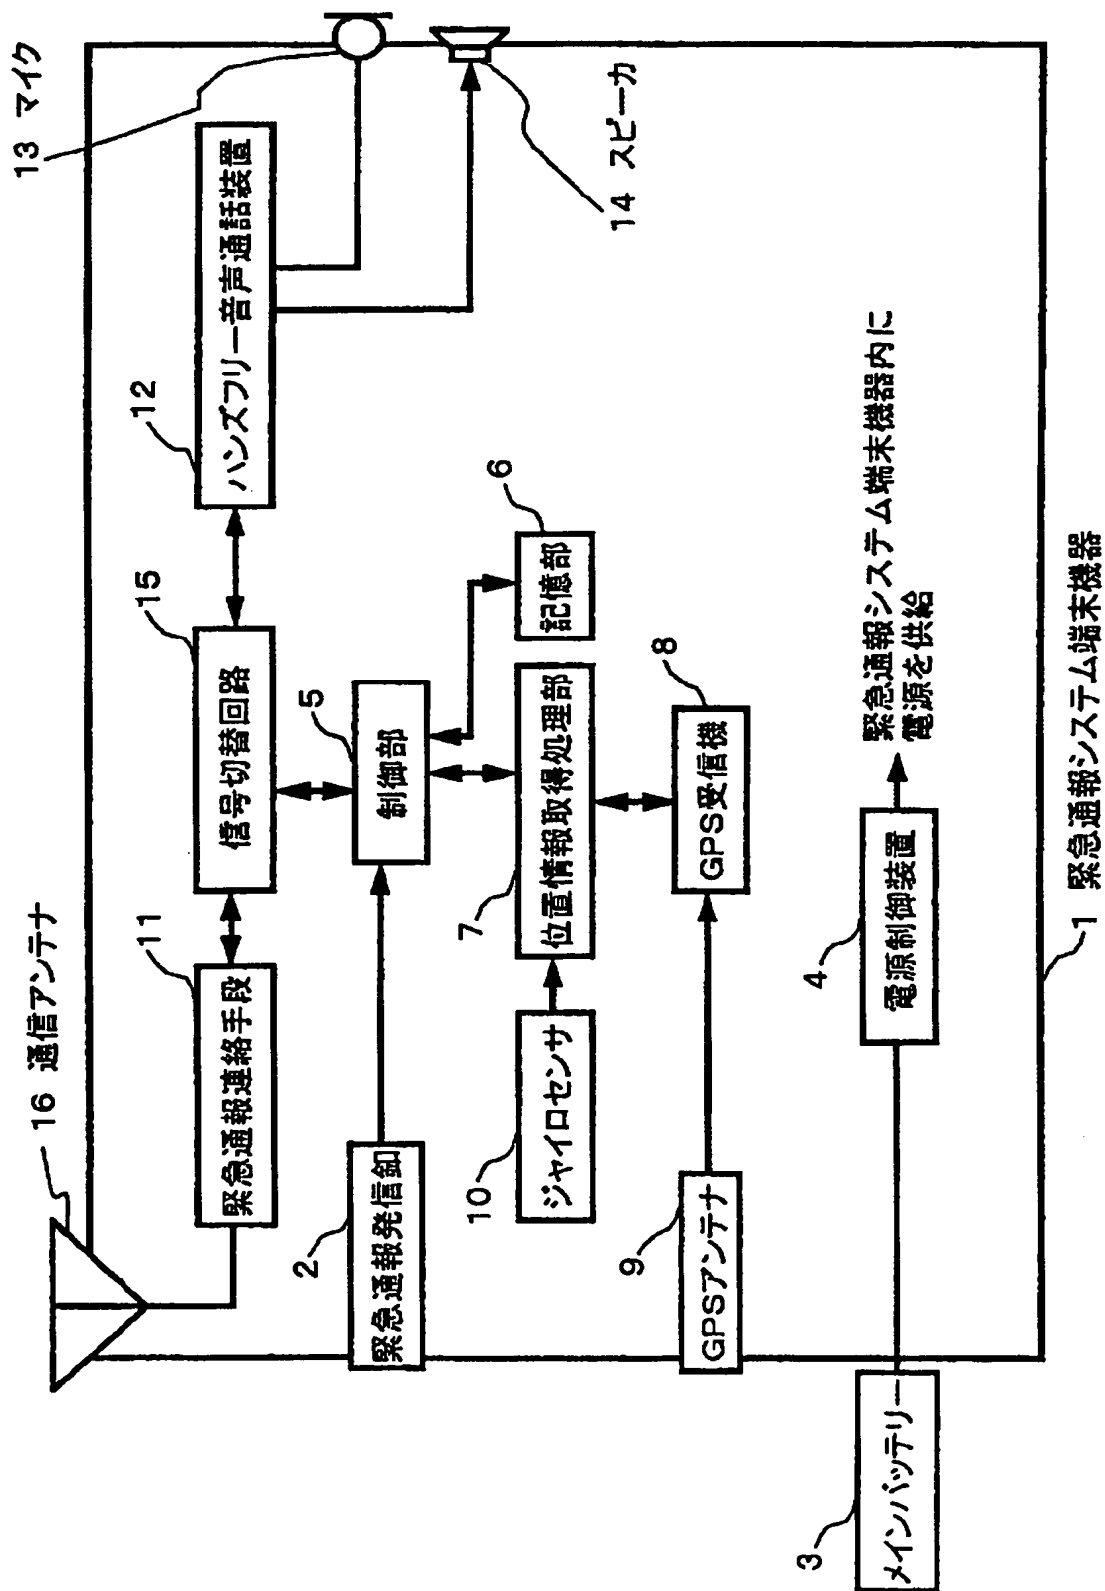 16 通信アンテナ
11
緊急通報連絡手段
15
信号切替回路
12
ハンズフリー音声通話装置
13 マイク
14 スピーカ
2
緊急通報発信釦
5
制御部
6
記憶部
10
ジャイロセンサ
7
位置情報取得処理部
9
GPSアンテナ
8
GPS受信機
3
メインバッテリー
4
電源制御装置
緊急通報システム端末機器内に
電源を供給
1 緊急通報システム端末機器